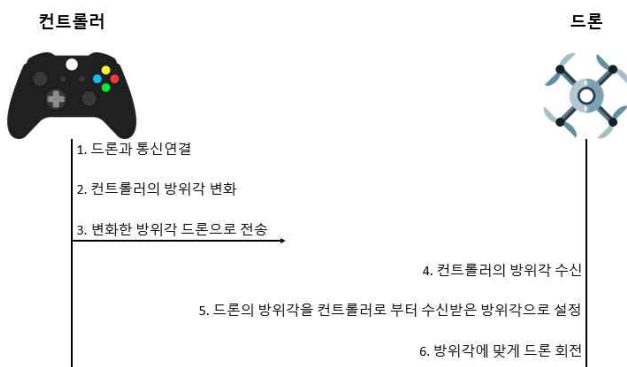 컨트롤러
드론
1. 드론과 통신연결
2. 컨트롤러의 방위각 변화
3. 변화한 방위각 드론으로 전송
4. 컨트롤러의 방위각 수신
5. 드론의 방위각을 컨트롤러로 부터 수신받은 방위각으로 설정
6. 방위각에 맞게 드론 회전